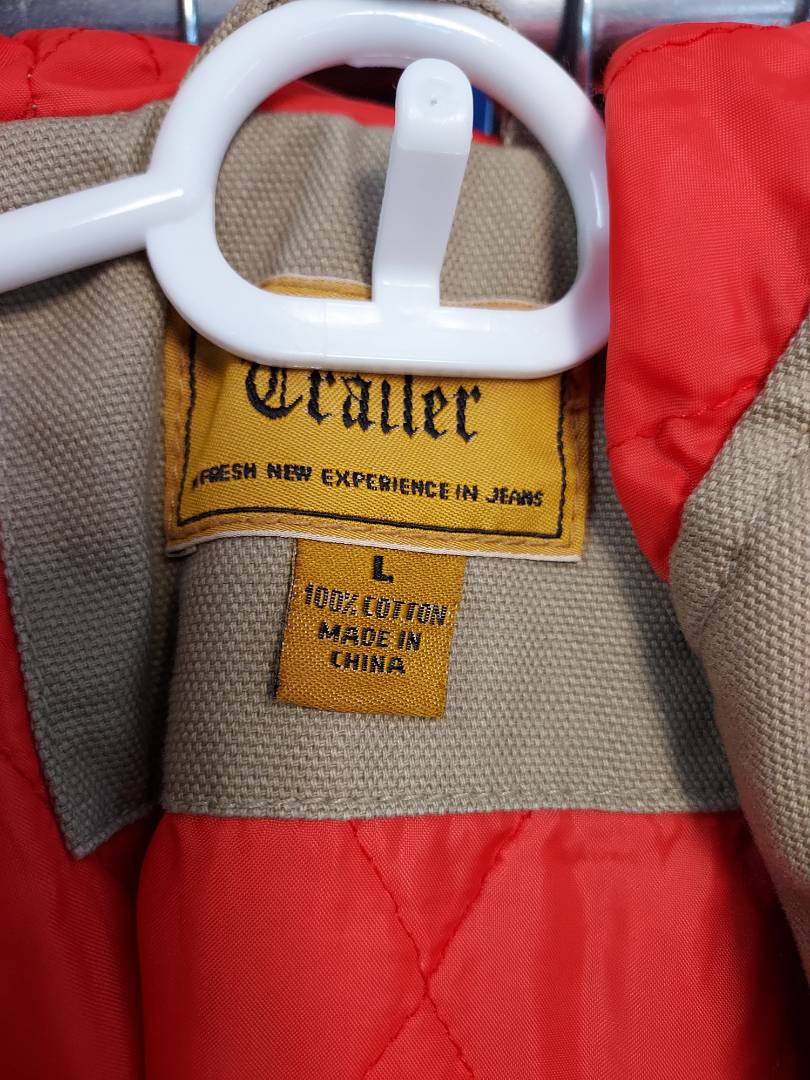 Trailer
A FRESH NEW EXPERIENCE IN JEANS
L
100% COTTON
MADE IN
CHINA